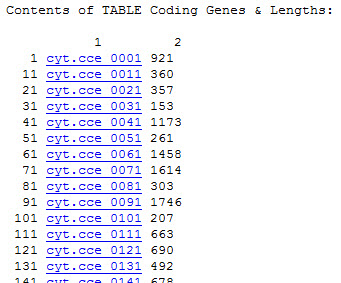 Contents of TABLE Coding Genes & Lengths:
1 2
1 cyt.cce 0001 921
11 cyt.cce 0011 360
21 cyt.cce 0021 357
31 cyt.cce 0031 153
41 cyt.cce 0041 1173
51 cyt.cce 0051 261
61 cyt.cce 0061 1458
71 cyt.cce 0071 1614
81 cyt.cce 0081 303
91 cyt.cce 0091 1746
101 cyt.cce 0101 207
111 cyt.cce 0111 663
121 cyt.cce 0121 690
131 cyt.cce 0131 492
141 cyt.cce 0141 678